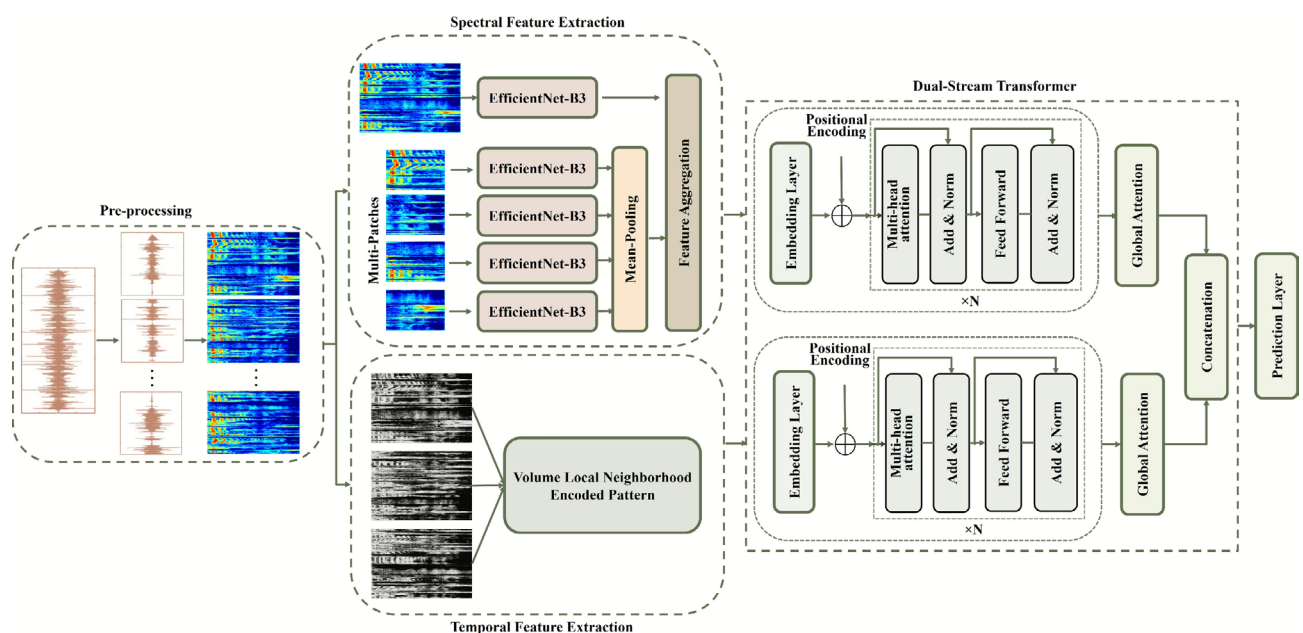 Spectral Feature Extraction
EfficientNet-B3
Multi-Patches
EfficientNet-B3
EfficientNet-B3
EfficientNet-B3
EfficientNet-B3
Mean-Pooling
Feature Aggregation
Pre-processing
Volume Local Neighborhood
Encoded Pattern
Temporal Feature Extraction
Dual-Stream Transformer
Positional
Encoding
Embedding Layer
Multi-head
attention
Add & Norm
Feed Forward
Add & Norm
×N
Global Attention
Positional
Encoding
Embedding Layer
Multi-head
attention
Add & Norm
Feed Forward
Add & Norm
×N
Global Attention
Concatenation
Prediction Layer